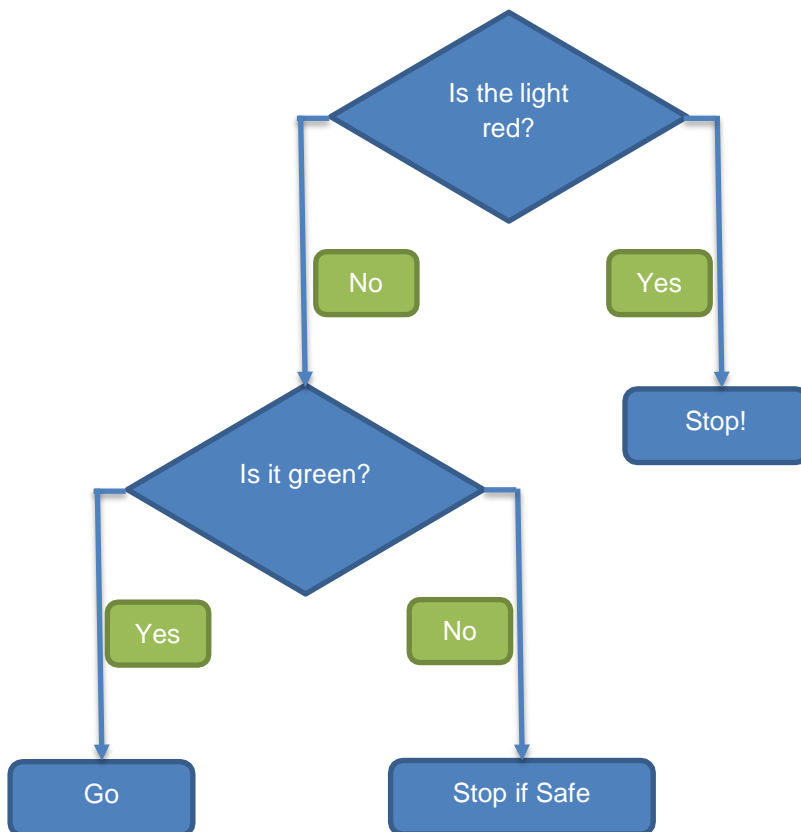 Is the light
red?
No
Yes
Stop!
Is it green?
Yes
No
Go
Stop if Safe